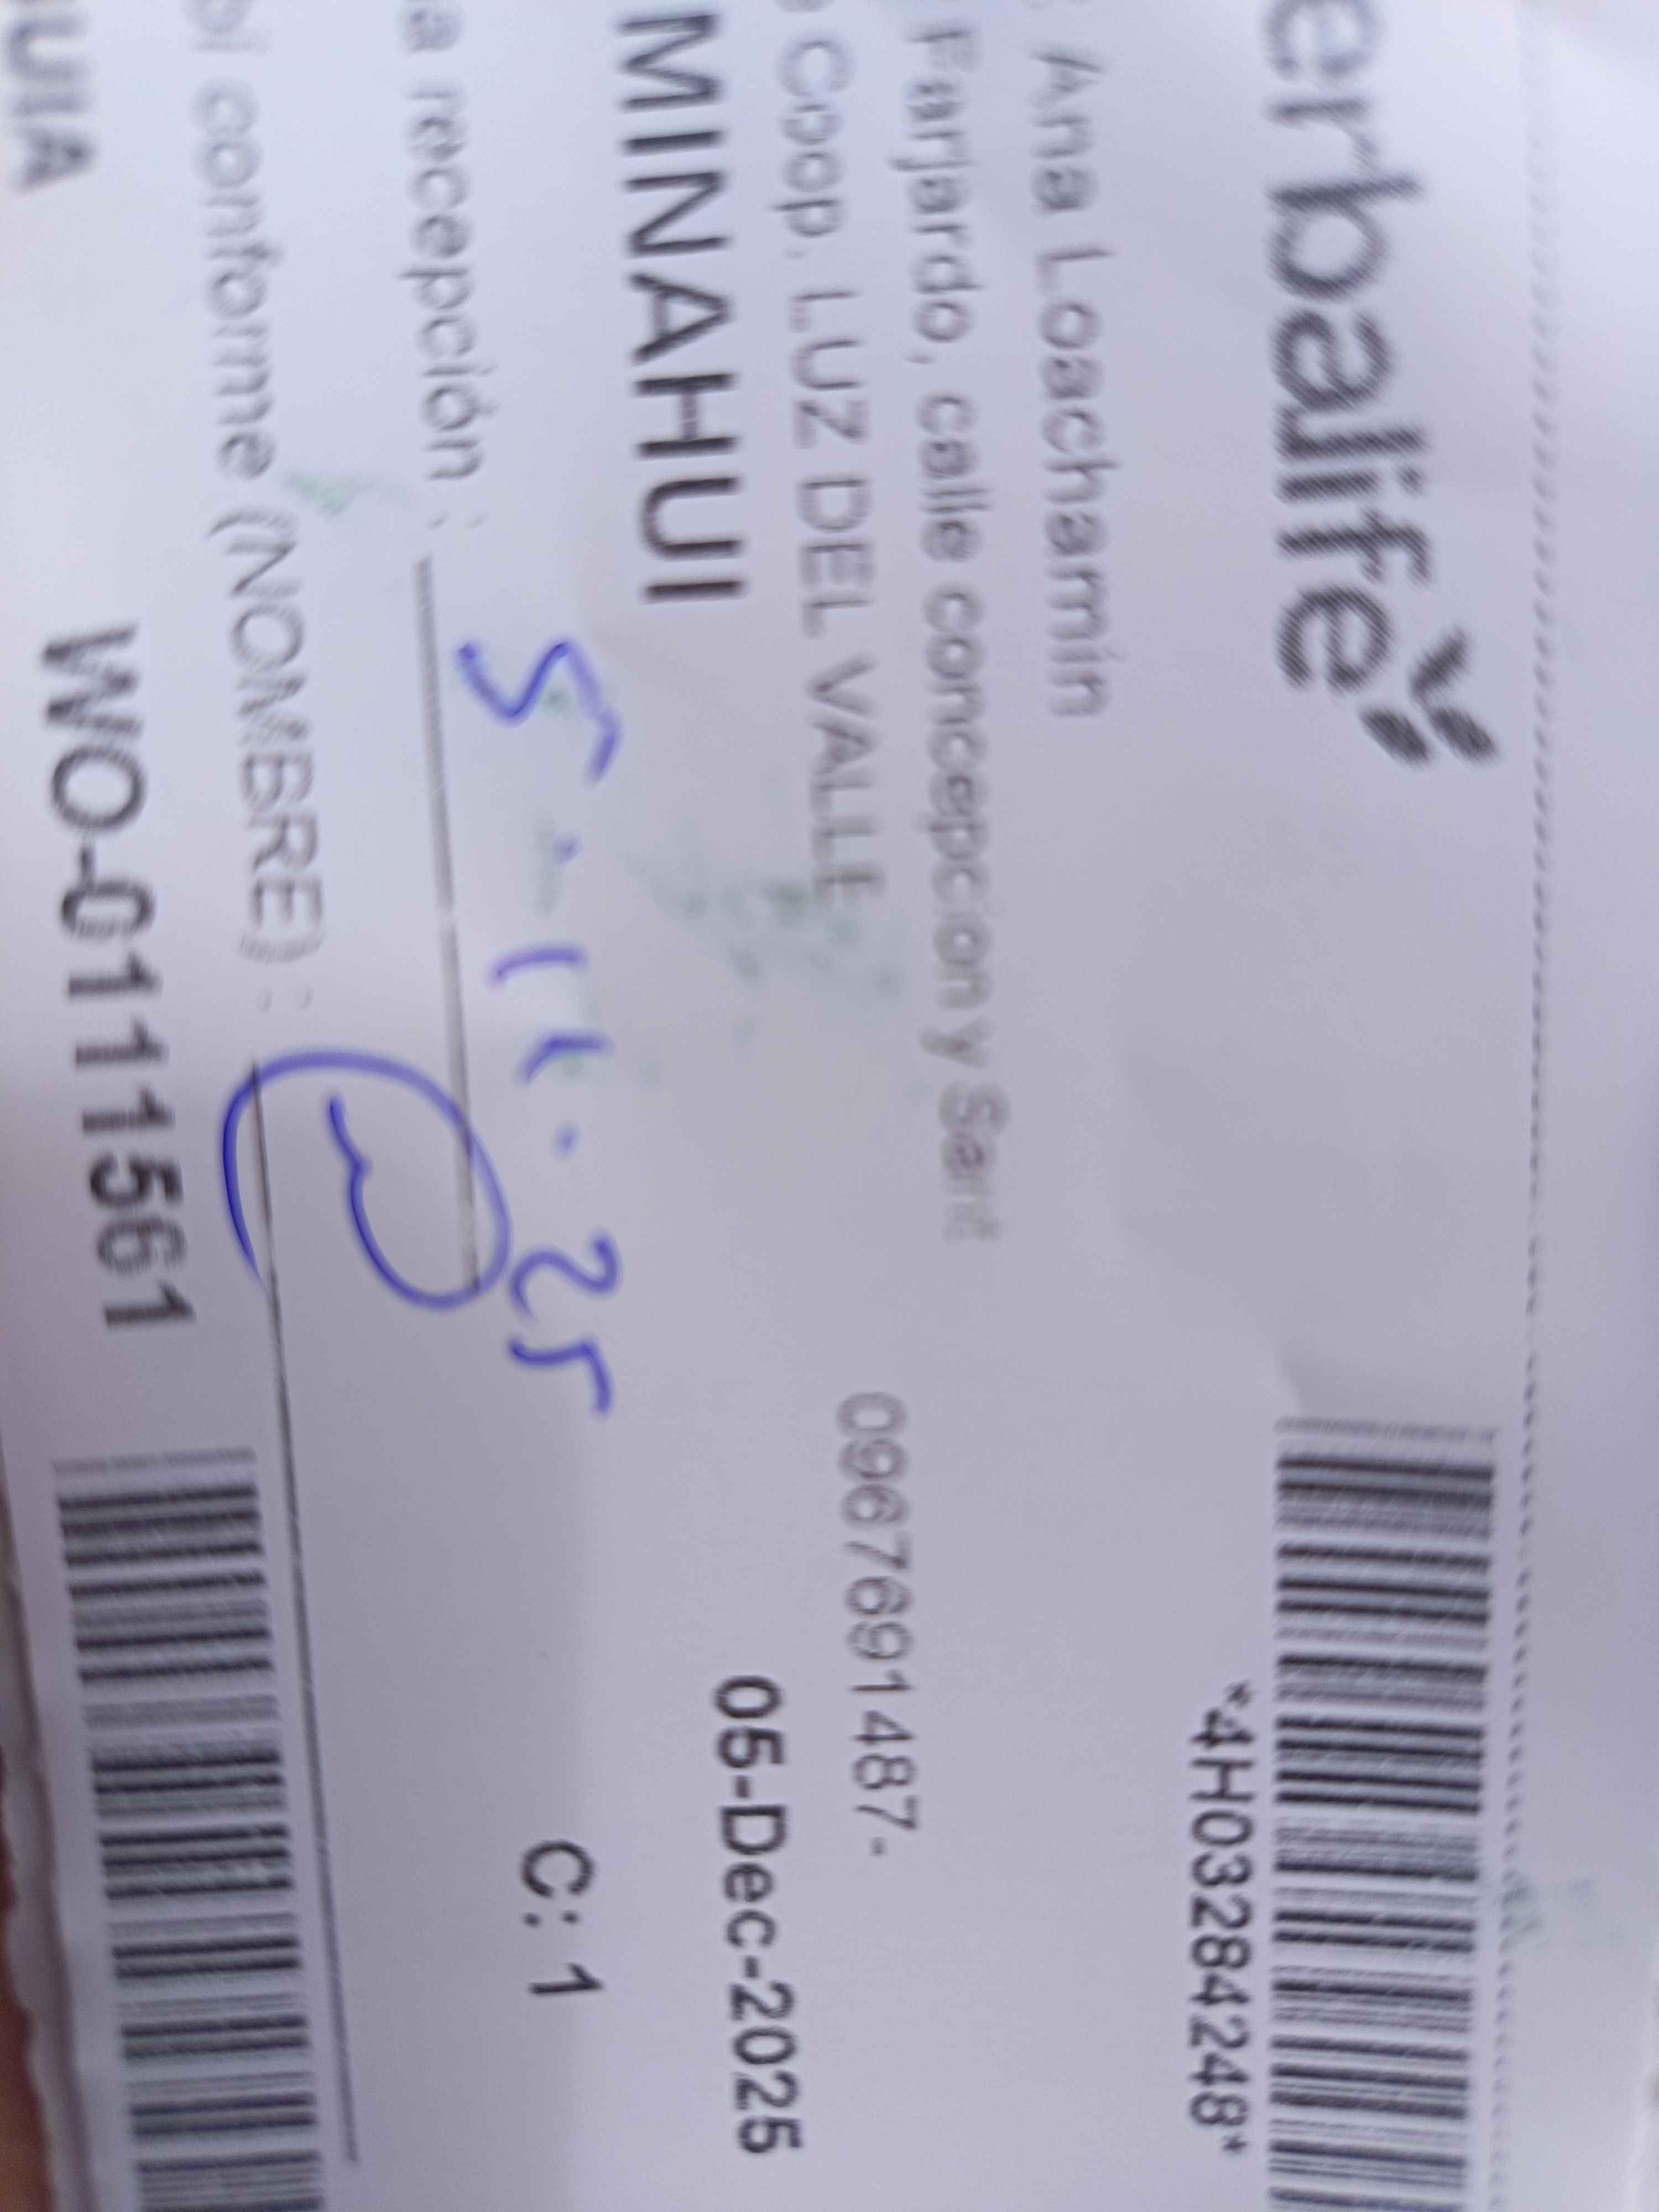 erbalife
*4H03284248*
Ana Loachamin
Farjardo, calle concepcion y Sant
0967691487-
Coop. LUZ DEL VALLE
MINAHUI
05-Dec-2025
a recepción : 5-11-25
C: 1
bi conforme (NOMBRE) :
WO-0111561
UIA